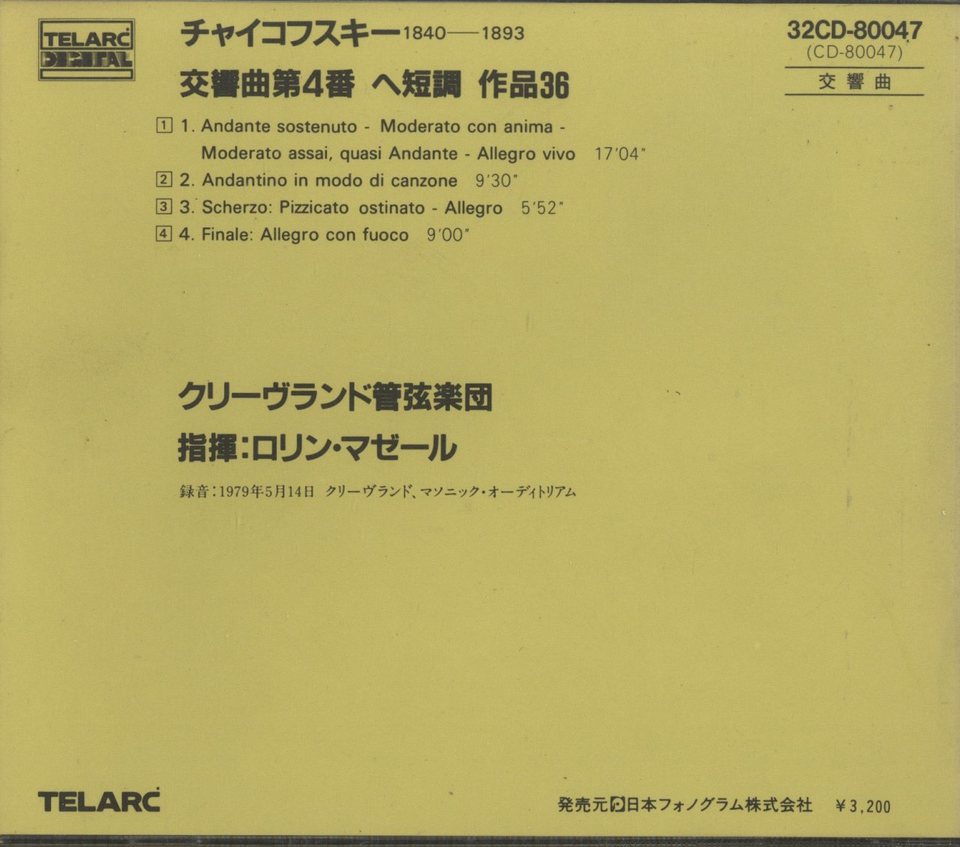 TELARC
DIGITAL
チャイコフスキー1840——1893
32CD-80047
(CD-80047)
交響曲
交響曲第4番 ヘ短調 作品36
1 1. Andante sostenuto - Moderato con anima -
Moderato assai, quasi Andante - Allegro vivo 17'04"
2 2. Andantino in modo di canzone 9'30"
3 3. Scherzo: Pizzicato ostinato - Allegro 5'52"
4 4. Finale: Allegro con fuoco 9'00"
クリーヴランド管弦楽団
指揮:ロリン・マゼール
録音:1979年5月14日 クリーヴランド、マソニック・オーディトリアム
TELARC
発売元 日本フォノグラム株式会社 ¥3,200